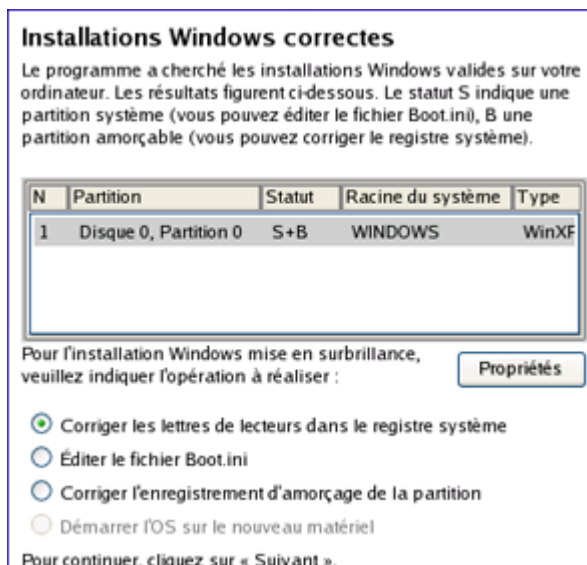 Installations Windows correctes
Le programme a cherché les installations Windows valides sur votre
ordinateur. Les résultats figurent ci-dessous. Le statut S indique une
partition système (vous pouvez éditer le fichier Boot.ini), B une
partition amorçable (vous pouvez corriger le registre système).
N Partition Statut Racine du système Type
1 Disque 0, Partition 0 S+B WINDOWS WinXP
Pour l'installation Windows mise en surbrillance,
veuillez indiquer l'opération à réaliser :
Propriétés
Corriger les lettres de lecteurs dans le registre système
Éditer le fichier Boot.ini
Corriger l'enregistrement d'amorçage de la partition
Démarrer l'OS sur le nouveau matériel
Pour continuer, cliquez sur « Suivant ».